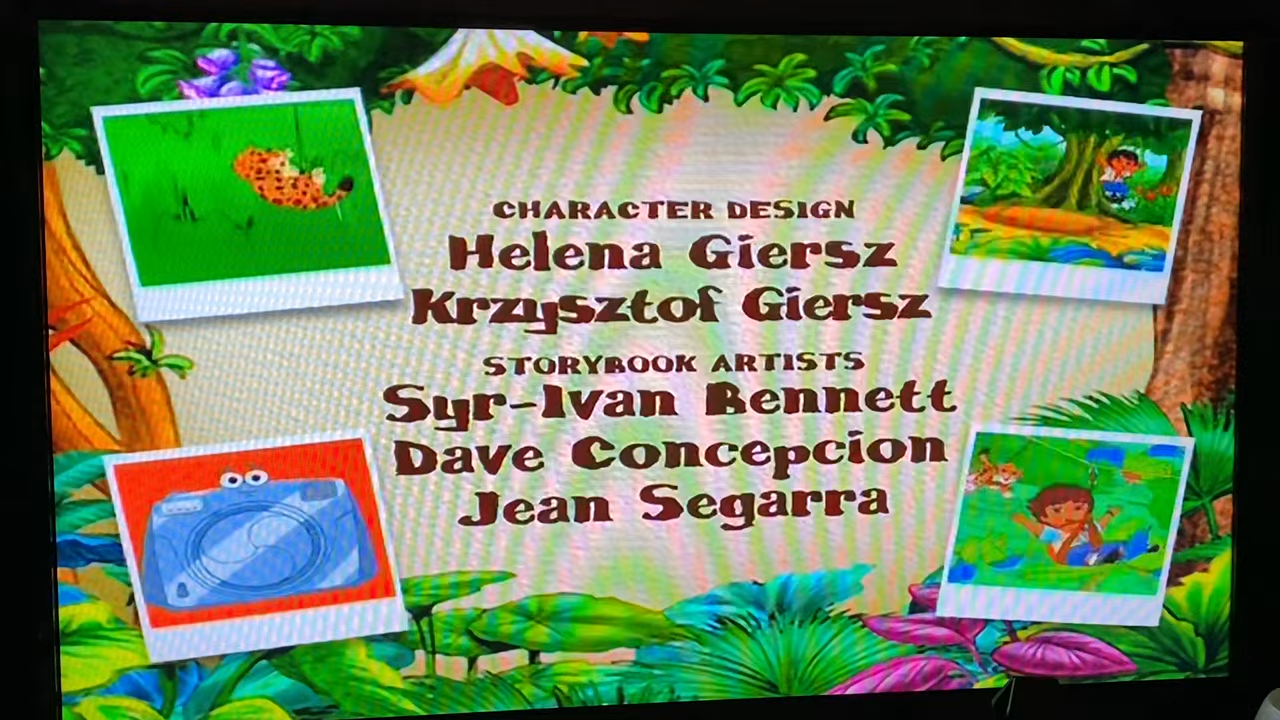 CHARACTER DESIGN
Helena Giersz
Krzysztof Giersz
STORYBOOK ARTISTS
Syr-Ivan Bennett
Dave Concepcion
Jean Segarra